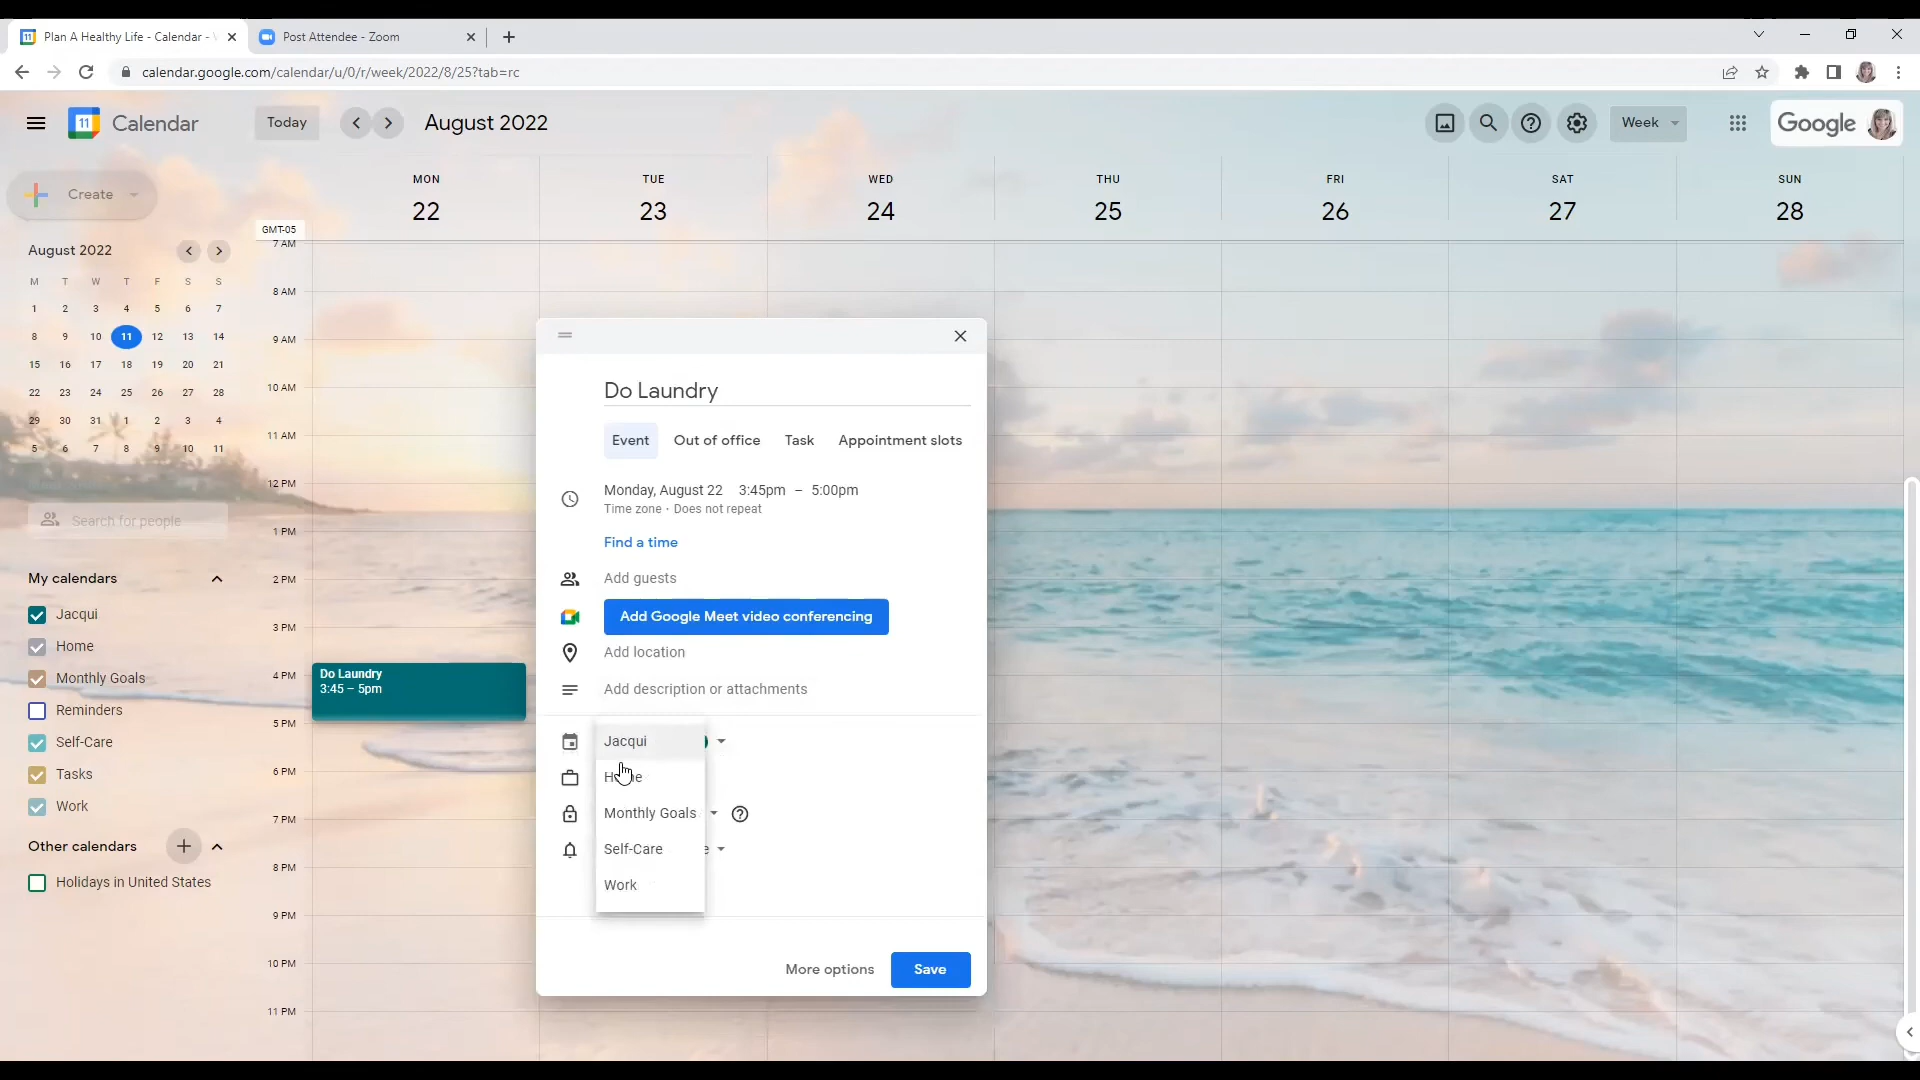 Plan A Healthy Life - Calendar -
Post Attendee - Zoom
calendar.google.com/calendar/u/0/r/week/2022/8/25?tab=rc
11
Calendar
Today
August 2022
Week
Google
Create
MON
TUE
WED
THU
FRI
SAT
SUN
22
23
24
25
26
27
28
GMT-05
August 2022
M T W T F S S
1 2 3 4 5 6 7
8 9 10 11 12 13 14
15 16 17 18 19 20 21
22 23 24 25 26 27 28
29 30 31 1 2 3 4
5 6 7 8 9 10 11
Search for people
My calendars
Jacqui
Home
Monthly Goals
Reminders
Self-Care
Tasks
Work
Other calendars
Holidays in United States
7 AM
8 AM
9 AM
10 AM
11 AM
12 PM
1 PM
2 PM
3 PM
4 PM
5 PM
6 PM
7 PM
8 PM
9 PM
10 PM
11 PM
Do Laundry
3:45 – 5pm
Do Laundry
Event Out of office Task Appointment slots
Monday, August 22 3:45pm – 5:00pm
Time zone · Does not repeat
Find a time
Add guests
Add Google Meet video conferencing
Add location
Add description or attachments
Jacqui
Monthly Goals
Self-Care
Work
More options
Save